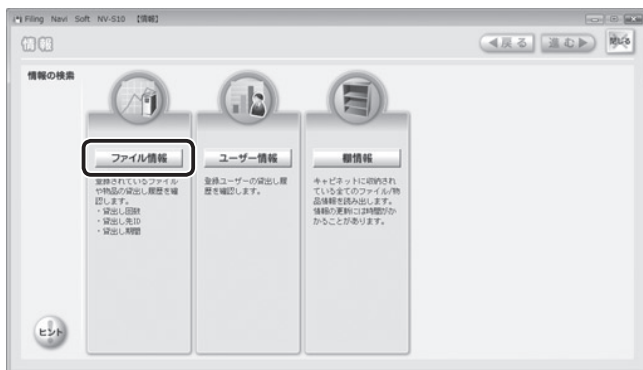 Filing Navi Soft NV-S10 【情報】
情報
戻る 進む 閉じる
情報の検索
ファイル情報
ユーザー情報
棚情報
登録されているファイル
や物品の貸出し履歴を確
認します。
・貸出し回数
・貸出し先ID
・貸出し期間
登録ユーザーの貸出し履
歴を確認します。
キャビネットに収納され
ている全てのファイル/物
品情報を読み出します。
情報の更新には時間がか
かることがあります。
ヒント